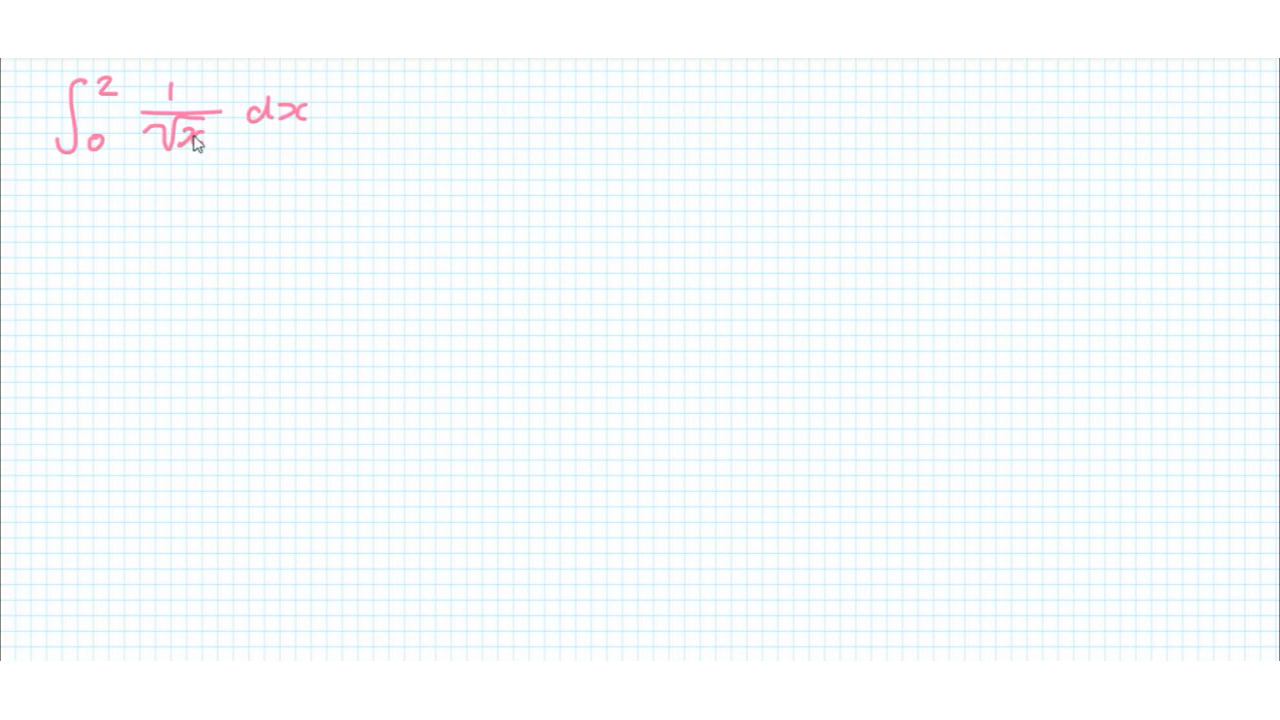 ∫₀² 1/√x dx